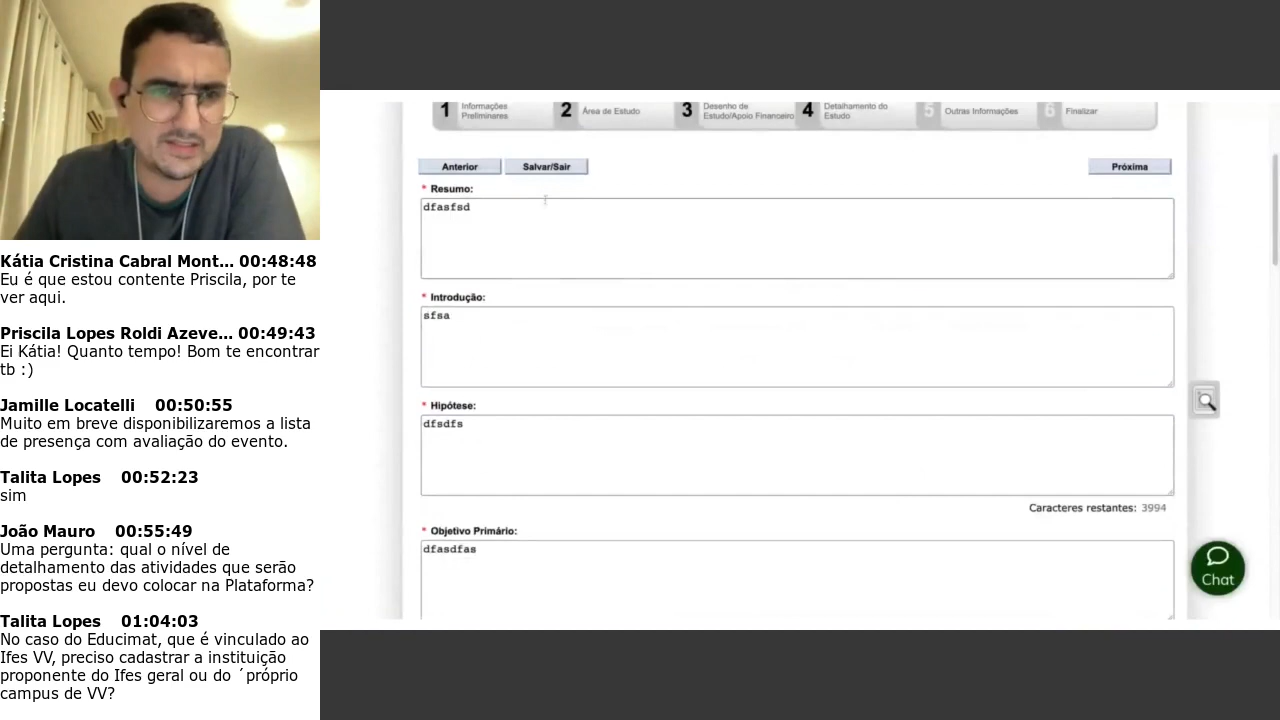 Kátia Cristina Cabral Mont... 00:48:48
Eu é que estou contente Priscila, por te
ver aqui.
Priscila Lopes Roldi Azeve... 00:49:43
Ei Kátia! Quanto tempo! Bom te encontrar
tb :)
Jamille Locatelli 00:50:55
Muito em breve disponibilizaremos a lista
de presença com avaliação do evento.
Talita Lopes 00:52:23
sim
João Mauro 00:55:49
Uma pergunta: qual o nível de
detalhamento das atividades que serão
propostas eu devo colocar na Plataforma?
Talita Lopes 01:04:03
No caso do Educimat, que é vinculado ao
Ifes VV, preciso cadastrar a instituição
proponente do Ifes geral ou do ´próprio
campus de VV?
1 Informações
Preliminares
2 Área de Estudo
3 Desenho de
Estudo/Apoio Financeiro
4 Detalhamento do
Estudo
5 Outras Informações
6 Finalizar
Anterior Salvar/Sair Próxima
* Resumo:
dfasfsd
* Introdução:
sfsa
* Hipótese:
dfsdfs
Caracteres restantes: 3994
* Objetivo Primário:
dfasdfas
Chat